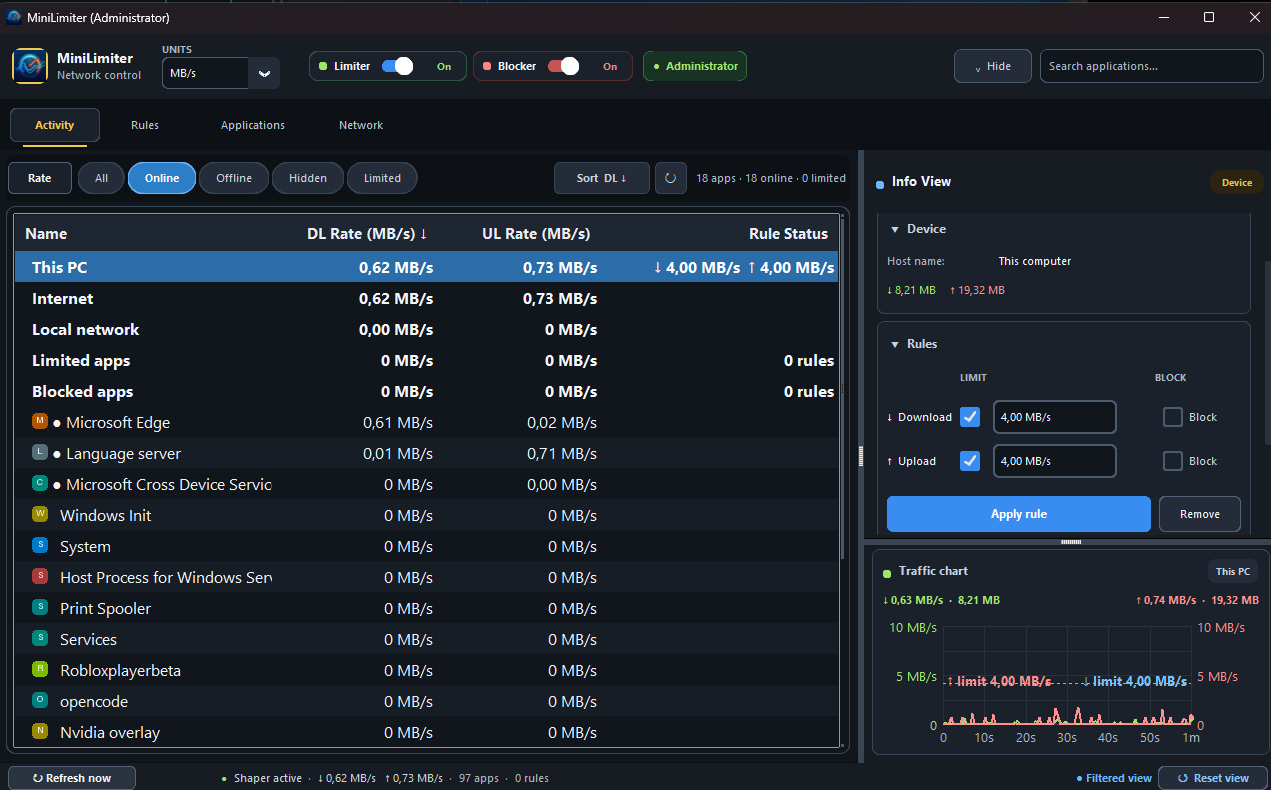 MiniLimiter (Administrator)
MiniLimiter
Network control
UNITS
MB/s
Limiter On
Blocker On
Administrator
Hide
Search applications...
Activity Rules Applications Network
Rate All Online Offline Hidden Limited
Sort DL ↓
18 apps · 18 online · 0 limited
Name DL Rate (MB/s) ↓ UL Rate (MB/s) Rule Status
This PC 0,62 MB/s 0,73 MB/s ↓ 4,00 MB/s ↑ 4,00 MB/s
Internet 0,62 MB/s 0,73 MB/s
Local network 0,00 MB/s 0 MB/s
Limited apps 0 MB/s 0 MB/s 0 rules
Blocked apps 0 MB/s 0 MB/s 0 rules
M ● Microsoft Edge 0,61 MB/s 0,02 MB/s
L ● Language server 0,01 MB/s 0,71 MB/s
C ● Microsoft Cross Device Servic 0 MB/s 0,00 MB/s
W Windows Init 0 MB/s 0 MB/s
S System 0 MB/s 0 MB/s
S Host Process for Windows Serv 0 MB/s 0 MB/s
S Print Spooler 0 MB/s 0 MB/s
S Services 0 MB/s 0 MB/s
R Robloxplayerbeta 0 MB/s 0 MB/s
O opencode 0 MB/s 0 MB/s
N Nvidia overlay 0 MB/s 0 MB/s
Info View Device
▼ Device
Host name: This computer
↓ 8,21 MB ↑ 19,32 MB
▼ Rules
LIMIT BLOCK
↓ Download 4,00 MB/s Block
↑ Upload 4,00 MB/s Block
Apply rule Remove
Traffic chart This PC
↓ 0,63 MB/s · 8,21 MB ↑ 0,74 MB/s · 19,32 MB
10 MB/s 10 MB/s
5 MB/s ↑ limit 4,00 MB/s ↓ limit 4,00 MB/s 5 MB/s
0 0
0 10s 20s 30s 40s 50s 1m
↻ Refresh now
● Shaper active · ↓ 0,62 MB/s ↑ 0,73 MB/s · 97 apps · 0 rules
● Filtered view
↺ Reset view